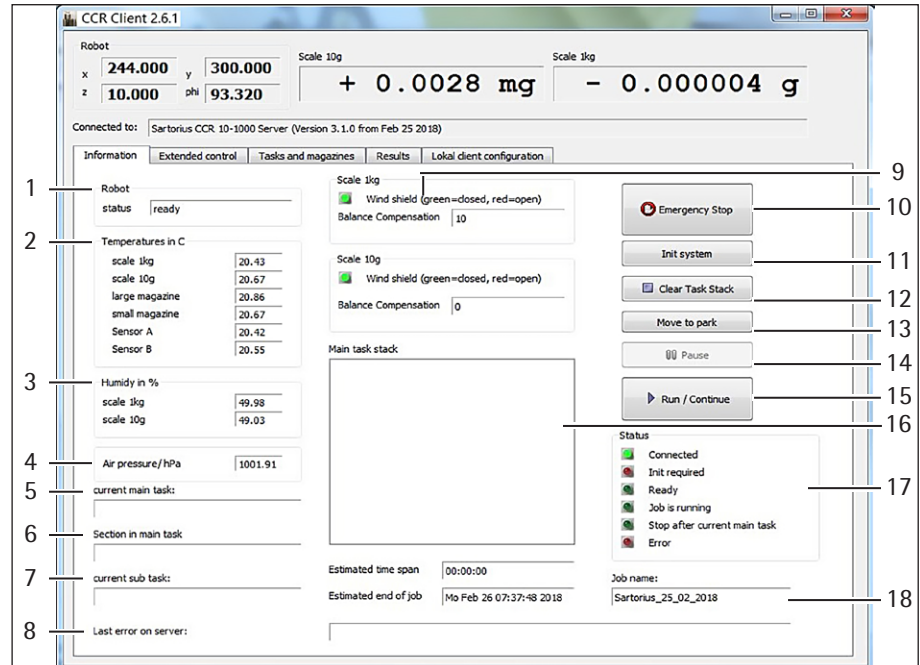 CCR Client 2.6.1
Robot
x 244.000 y 300.000
z 10.000 phi 93.320
Scale 10g
+ 0.0028 mg
Scale 1kg
- 0.000004 g
Connected to: Sartorius CCR 10-1000 Server (Version 3.1.0 from Feb 25 2018)
Information Extended control Tasks and magazines Results Lokal client configuration
1 Robot
status ready
2 Temperatures in C
scale 1kg 20.43
scale 10g 20.67
large magazine 20.86
small magazine 20.67
Sensor A 20.42
Sensor B 20.55
3 Humidy in %
scale 1kg 49.98
scale 10g 49.03
4 Air pressure/hPa 1001.91
5 current main task:
6 Section in main task
7 current sub task:
8 Last error on server:
Scale 1kg 9
Wind shield (green=closed, red=open)
Balance Compensation 10
Scale 10g
Wind shield (green=closed, red=open)
Balance Compensation 0
Main task stack
Estimated time span 00:00:00
Estimated end of job Mo Feb 26 07:37:48 2018
Emergency Stop 10
Init system 11
Clear Task Stack 12
Move to park 13
Pause 14
Run / Continue 15
16
Status
Connected
Init required
Ready 17
Job is running
Stop after current main task
Error
Job name:
Sartorius_25_02_2018 18